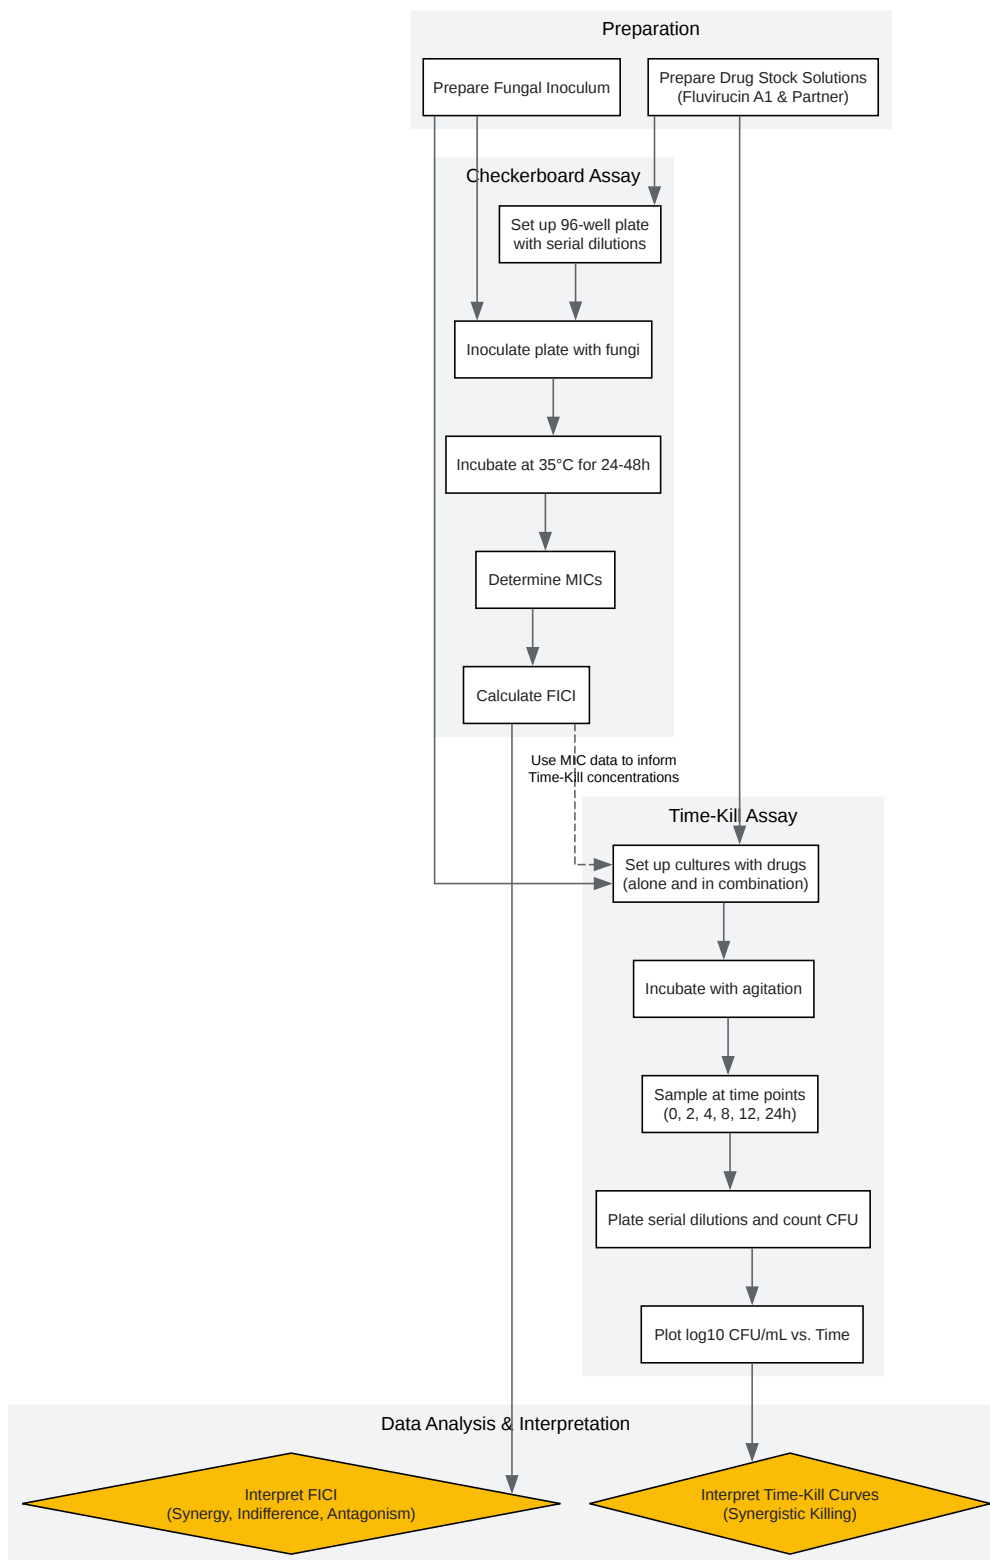 Preparation
Prepare Fungal Inoculum
Prepare Drug Stock Solutions
(Fluvirucin A1 & Partner)
Checkerboard Assay
Set up 96-well plate
with serial dilutions
Inoculate plate with fungi
Incubate at 35°C for 24-48h
Determine MICs
Calculate FICI
Use MIC data to inform
Time-Kill concentrations
Time-Kill Assay
Set up cultures with drugs
(alone and in combination)
Incubate with agitation
Sample at time points
(0, 2, 4, 8, 12, 24h)
Plate serial dilutions and count CFU
Plot log10 CFU/mL vs. Time
Data Analysis & Interpretation
Interpret FICI
(Synergy, Indifference, Antagonism)
Interpret Time-Kill Curves
(Synergistic Killing)